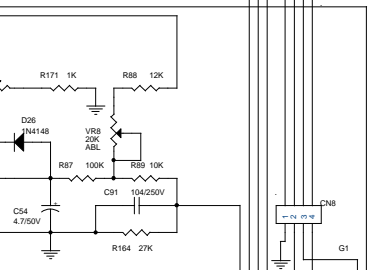 R171 1K
R88 12K
D26
1N4148
VR8
20K
ABL
R87 100K
R89 10K
C91 104/250V
C54
4.7/50V
R164 27K
CN8
1 2 3 4
G1